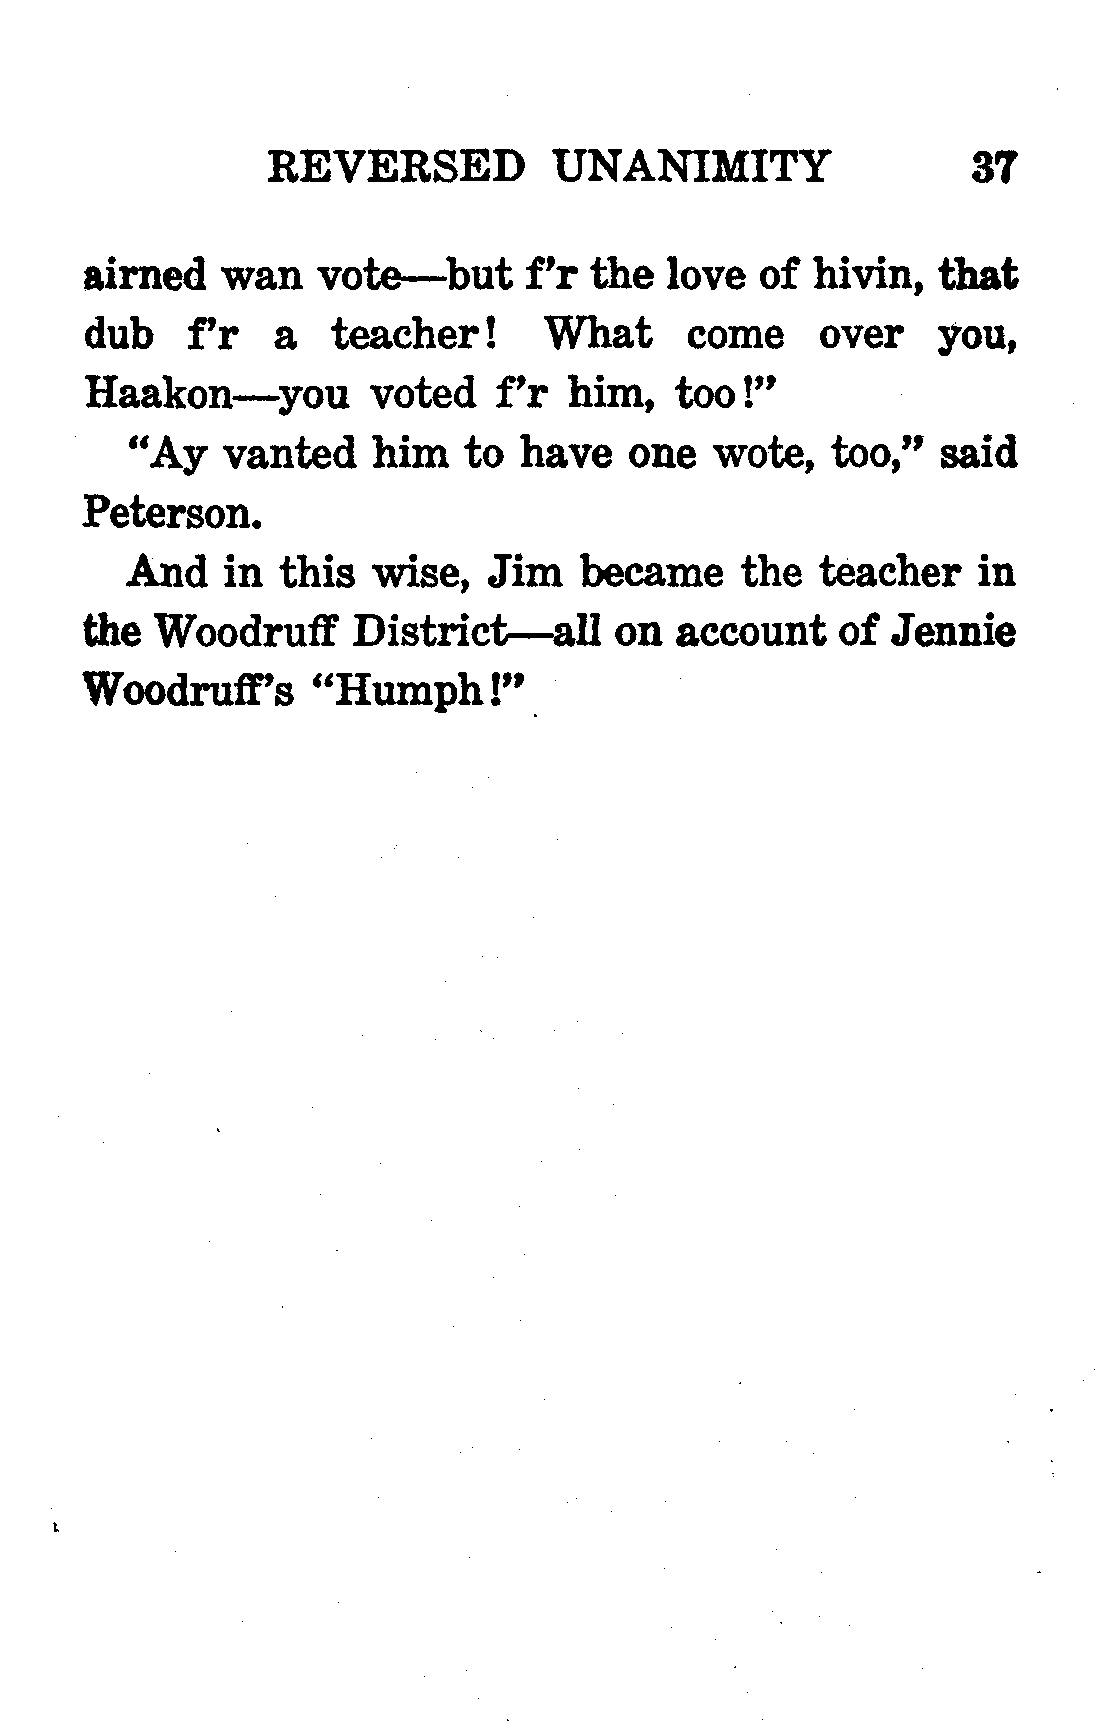 REVERSED UNANIMITY 37
airned wan vote—but f'r the love of hivin, that
dub f'r a teacher! What come over you,
Haakon—you voted f'r him, too!"
"Ay vanted him to have one wote, too," said
Peterson.
And in this wise, Jim became the teacher in
the Woodruff District—all on account of Jennie
Woodruff's "Humph!"